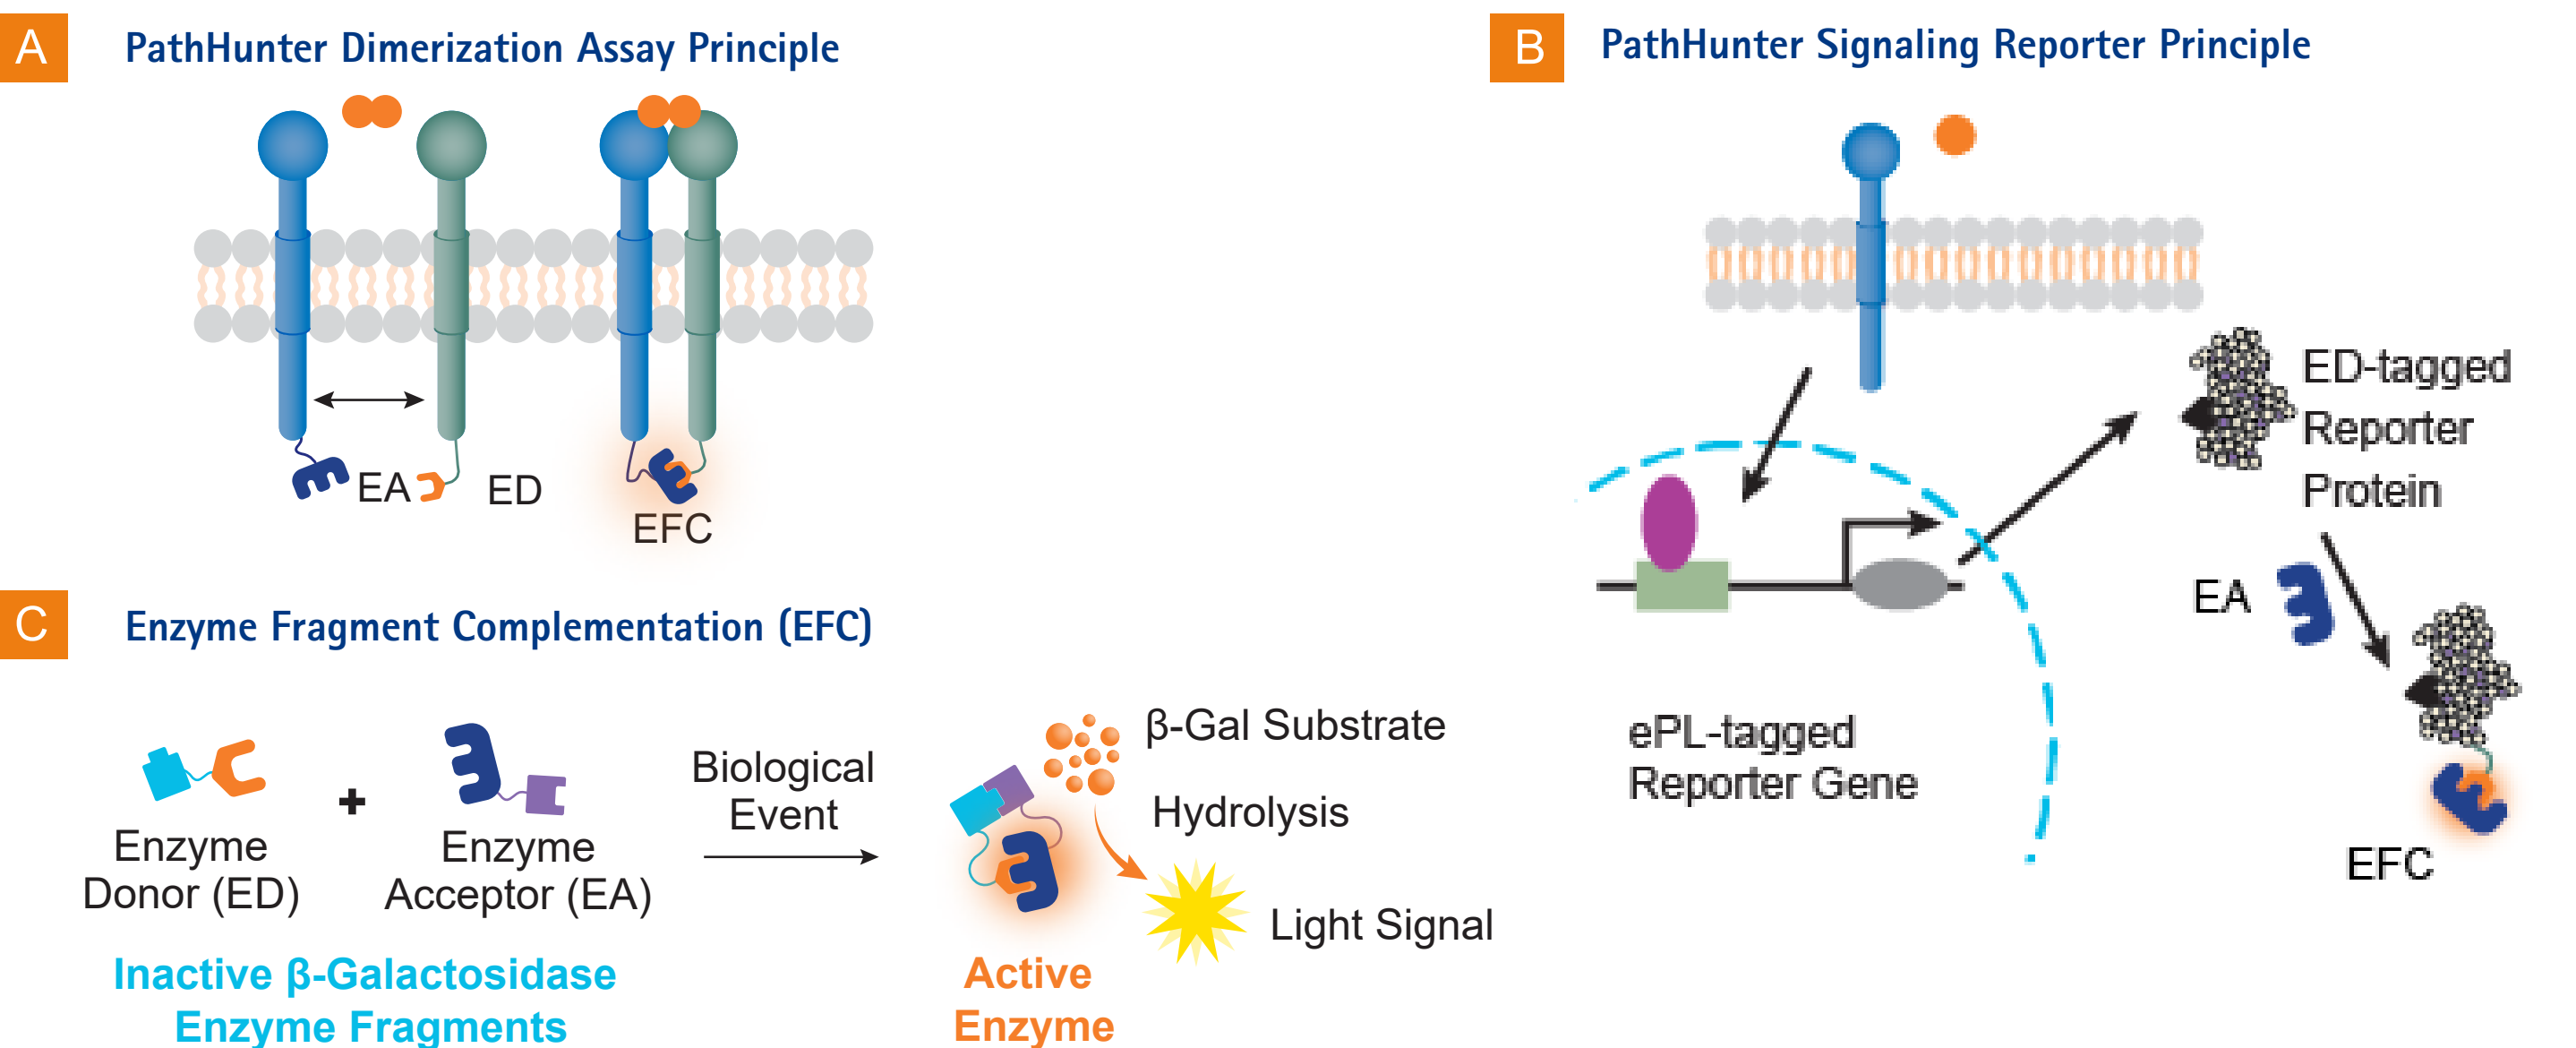 A
PathHunter Dimerization Assay Principle
EA
ED
EFC
B
PathHunter Signaling Reporter Principle
ED-tagged
Reporter
Protein
EA
ePL-tagged
Reporter Gene
EFC
C
Enzyme Fragment Complementation (EFC)
+
Enzyme
Donor (ED)
Enzyme
Acceptor (EA)
Biological
Event
β-Gal Substrate
Hydrolysis
Light Signal
Inactive β-Galactosidase
Enzyme Fragments
Active
Enzyme